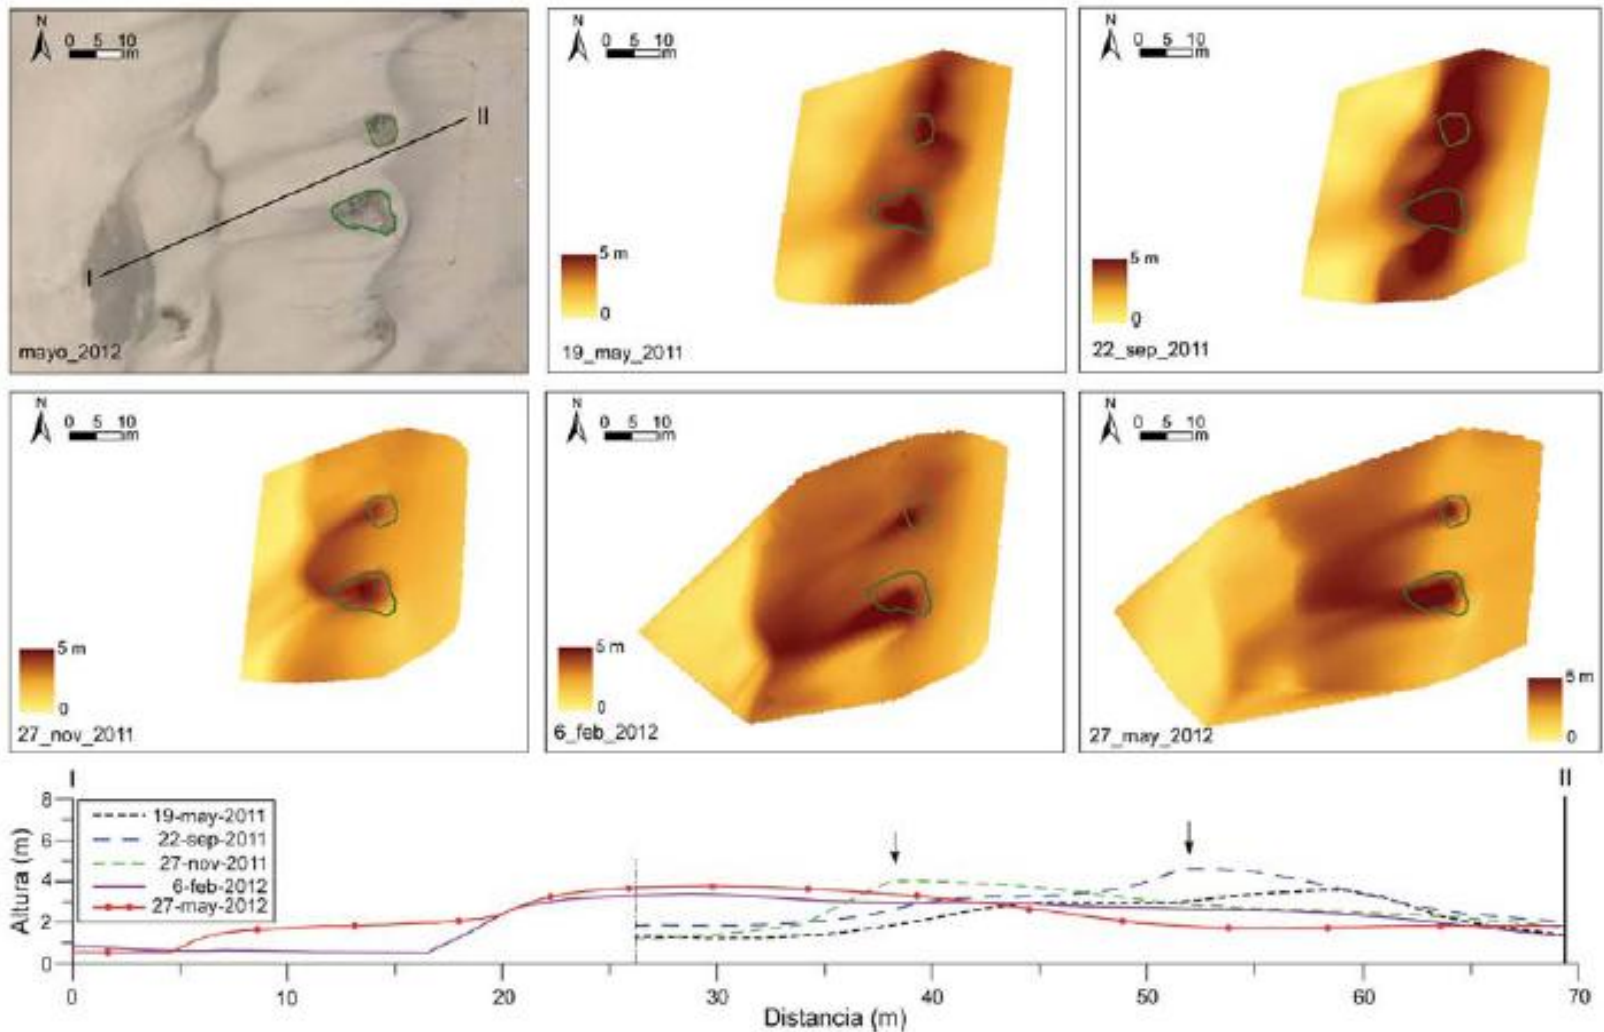 N
0 5 10
m
II
I
mayo_2012
N
0 5 10
m
5 m
0
19_may_2011
N
0 5 10
m
5 m
0
22_sep_2011
N
0 5 10
m
5 m
0
27_nov_2011
N
0 5 10
m
5 m
0
6_feb_2012
N
0 5 10
m
5 m
0
27_may_2012
I
II
8
6
4
2
0
Altura (m)
19-may-2011
22-sep-2011
27-nov-2011
6-feb-2012
27-may-2012
0 10 20 30 40 50 60 70
Distancia (m)